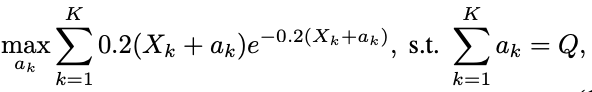 max_{a_k} \sum_{k=1}^{K} 0.2(X_k + a_k)e^{-0.2(X_k+a_k)}, s.t. \sum_{k=1}^{K} a_k = Q,